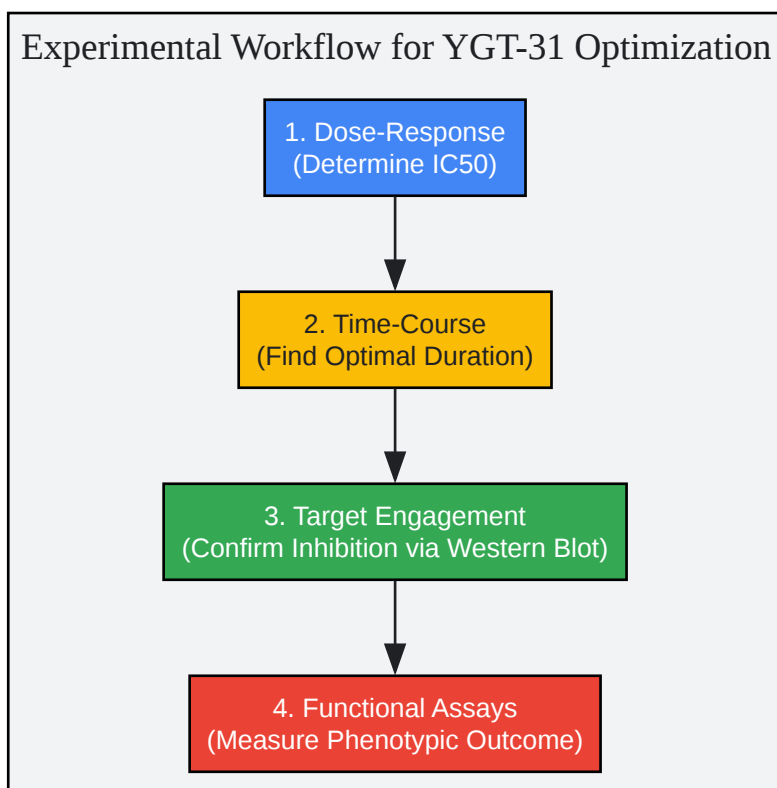 Experimental Workflow for YGT-31 Optimization
1. Dose-Response
(Determine IC50)
2. Time-Course
(Find Optimal Duration)
3. Target Engagement
(Confirm Inhibition via Western Blot)
4. Functional Assays
(Measure Phenotypic Outcome)